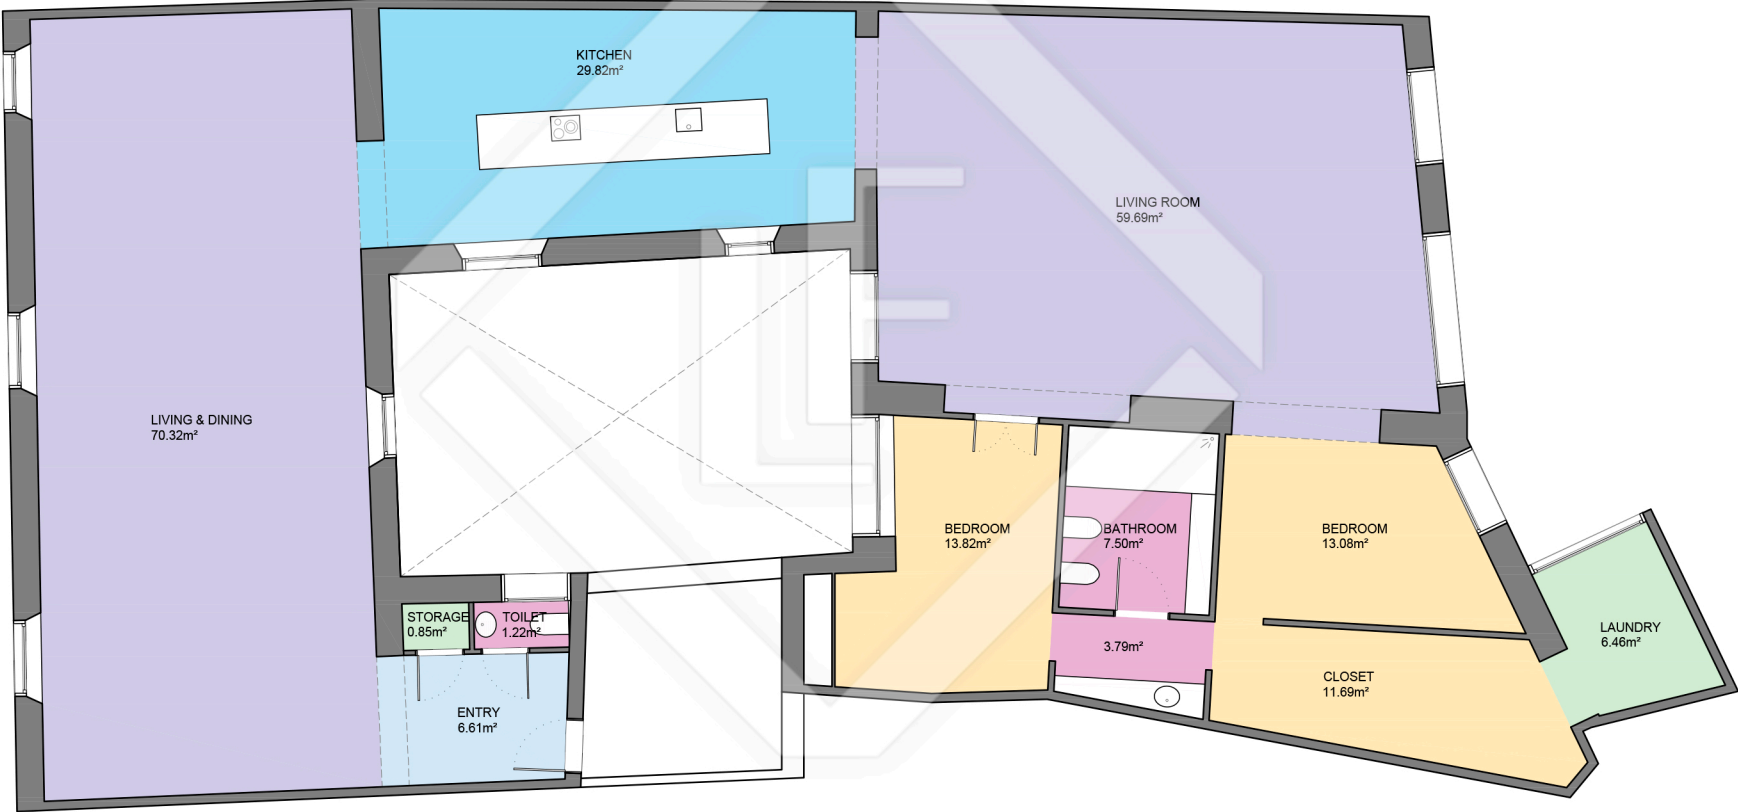 KITCHEN
29.82m²
LIVING ROOM
59.69m²
LIVING & DINING
70.32m²
BEDROOM
13.82m²
BATHROOM
7.50m²
BEDROOM
13.08m²
STORAGE
0.85m²
TOILET
1.22m²
LAUNDRY
6.46m²
3.79m²
CLOSET
11.69m²
ENTRY
6.61m²